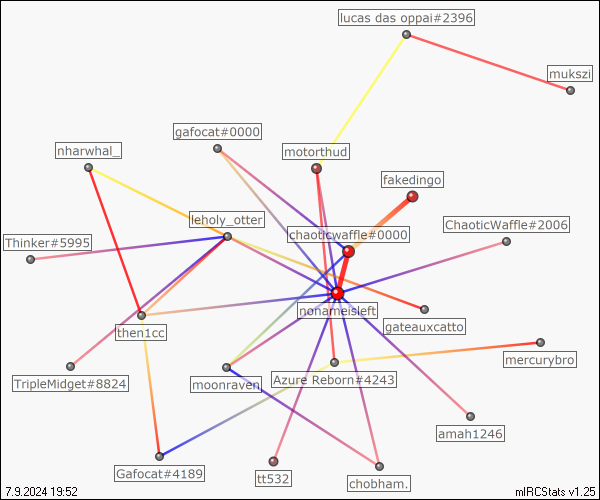 lucas das oppai#2396
mukszi
gafocat#0000
nharwhal_
motorthud
fakedingo
leholy_otter
ChaoticWaffle#2006
chaoticwaffle#0000
Thinker#5995
nonameisleft
gateauxcatto
then1cc
mercurybro
TripleMidget#8824
moonraven
Azure Reborn#4243
amah1246
Gafocat#4189
tt532
chobham.
7.9.2024 19:52
mIRCStats v1.25